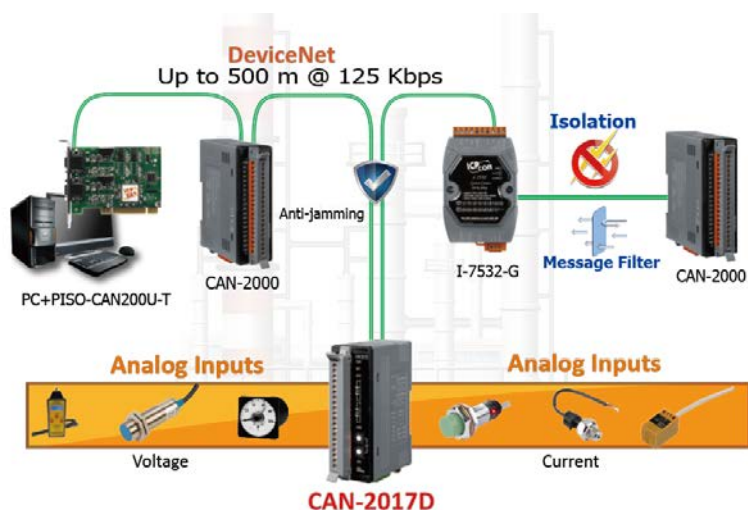 DeviceNet
Up to 500 m @ 125 Kbps
Isolation
Anti-jamming
I-7532-G
Message Filter
CAN-2000
CAN-2000
PC+PISO-CAN200U-T
Analog Inputs
Analog Inputs
Voltage
Current
CAN-2017D